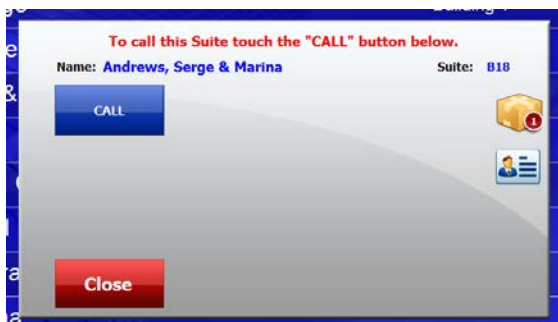 To call this Suite touch the "CALL" button below.
Name: Andrews, Serge & Marina Suite: B18
CALL
1
Close